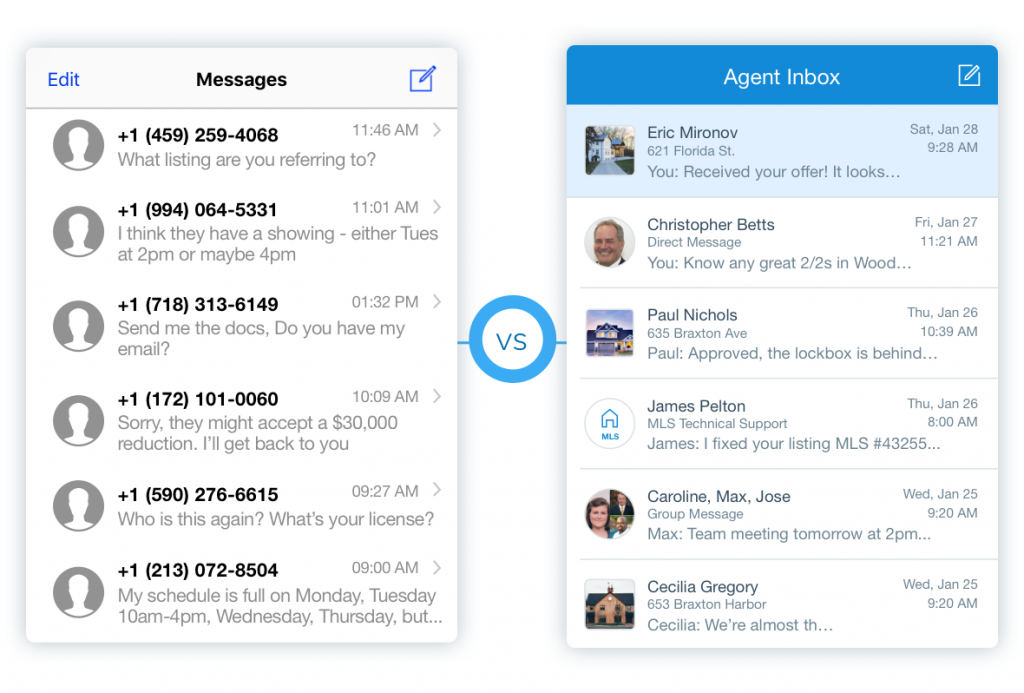 Edit
Messages
+1 (459) 259-4068
11:46 AM
What listing are you referring to?
+1 (994) 064-5331
11:01 AM
I think they have a showing - either Tues
at 2pm or maybe 4pm
+1 (718) 313-6149
01:32 PM
Send me the docs, Do you have my
email?
+1 (172) 101-0060
10:09 AM
Sorry, they might accept a $30,000
reduction. I'll get back to you
+1 (590) 276-6615
09:27 AM
Who is this again? What's your license?
+1 (213) 072-8504
09:00 AM
My schedule is full on Monday, Tuesday
10am-4pm, Wednesday, Thursday, but...
VS
Agent Inbox
Eric Mironov
Sat, Jan 28
621 Florida St.
9:28 AM
You: Received your offer! It looks…
Christopher Betts
Fri, Jan 27
Direct Message
11:21 AM
You: Know any great 2/2s in Wood…
Paul Nichols
Thu, Jan 26
635 Braxton Ave
10:39 AM
Paul: Approved, the lockbox is behind…
MLS
James Pelton
Thu, Jan 26
MLS Technical Support
8:00 AM
James: I fixed your listing MLS #43255...
Caroline, Max, Jose
Wed, Jan 25
Group Message
9:20 AM
Max: Team meeting tomorrow at 2pm...
Cecilia Gregory
Wed, Jan 25
653 Braxton Harbor
9:20 AM
Cecilia: We're almost th…